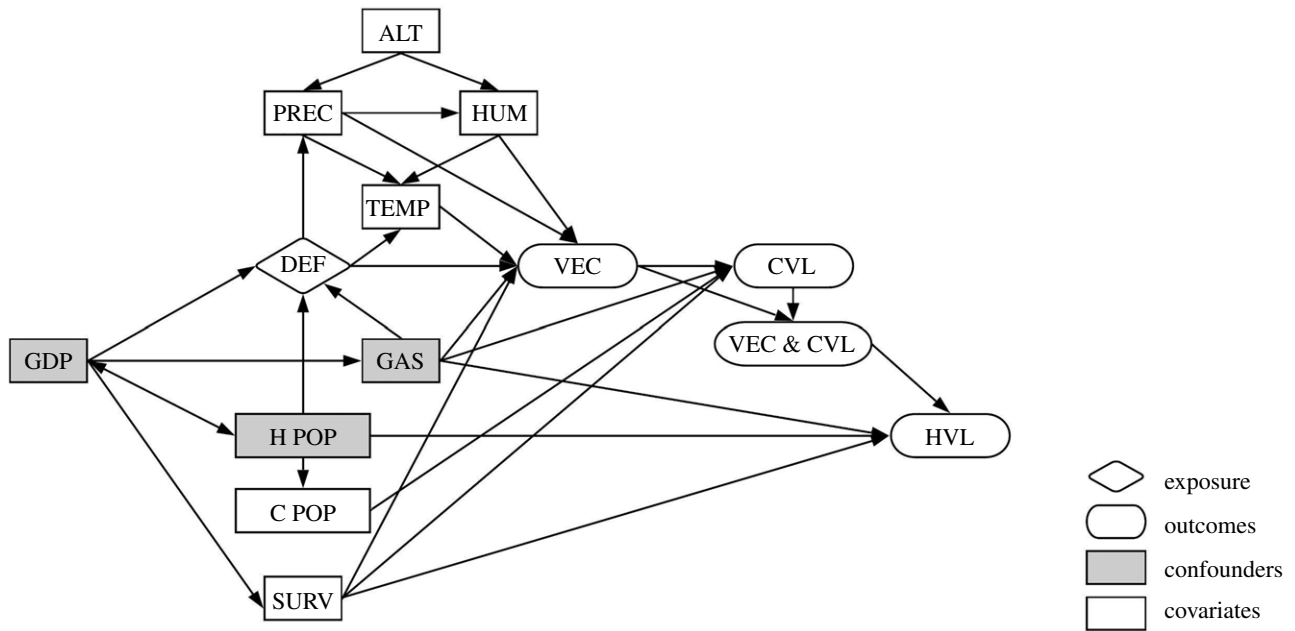 ALT
PREC
HUM
TEMP
DEF
VEC
CVL
VEC & CVL
GDP
GAS
H POP
HVL
C POP
SURV
exposure
outcomes
confounders
covariates